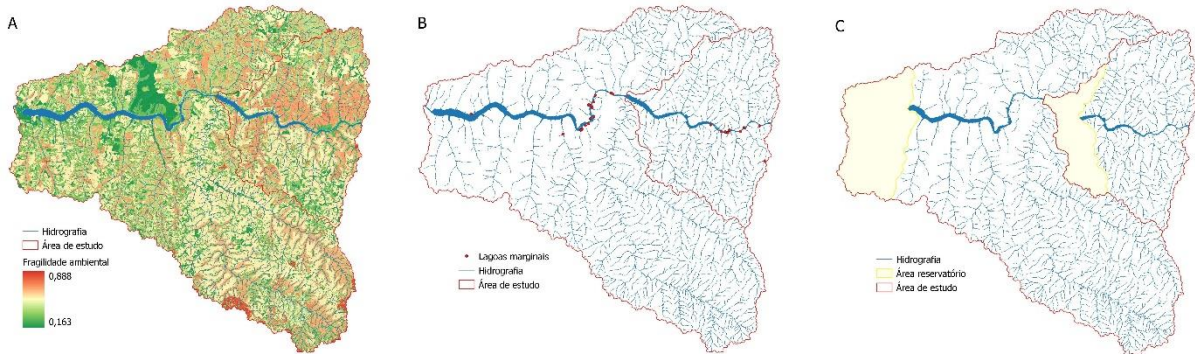 A
Hidrografia
Área de estudo
Fragilidade ambiental
0,888
0,163
B
Lagoas marginais
Hidrografia
Área de estudo
C
Hidrografia
Área reservatório
Área de estudo